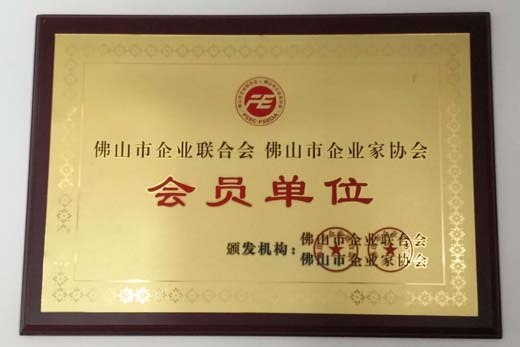 佛山市企业联合会 佛山市企业家协会
会员单位
颁发机构：
佛山市企业联合会
佛山市企业家协会